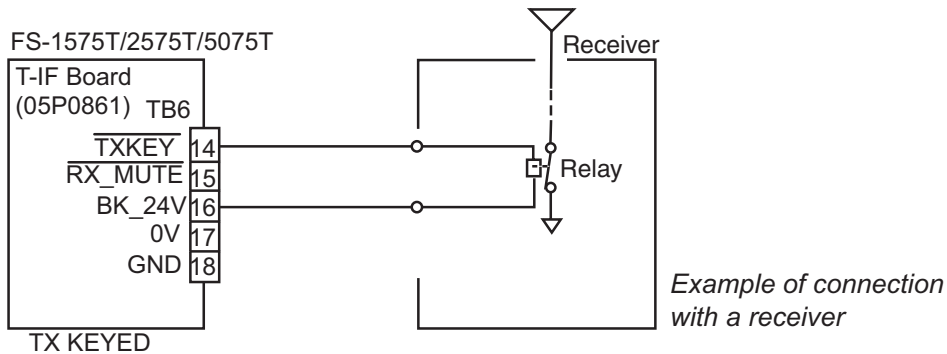 FS-1575T/2575T/5075T
Receiver
T-IF Board
(05P0861) TB6
TXKEY 14
RX_MUTE 15
Relay
BK_24V 16
0V 17
GND 18
Example of connection
with a receiver
TX KEYED